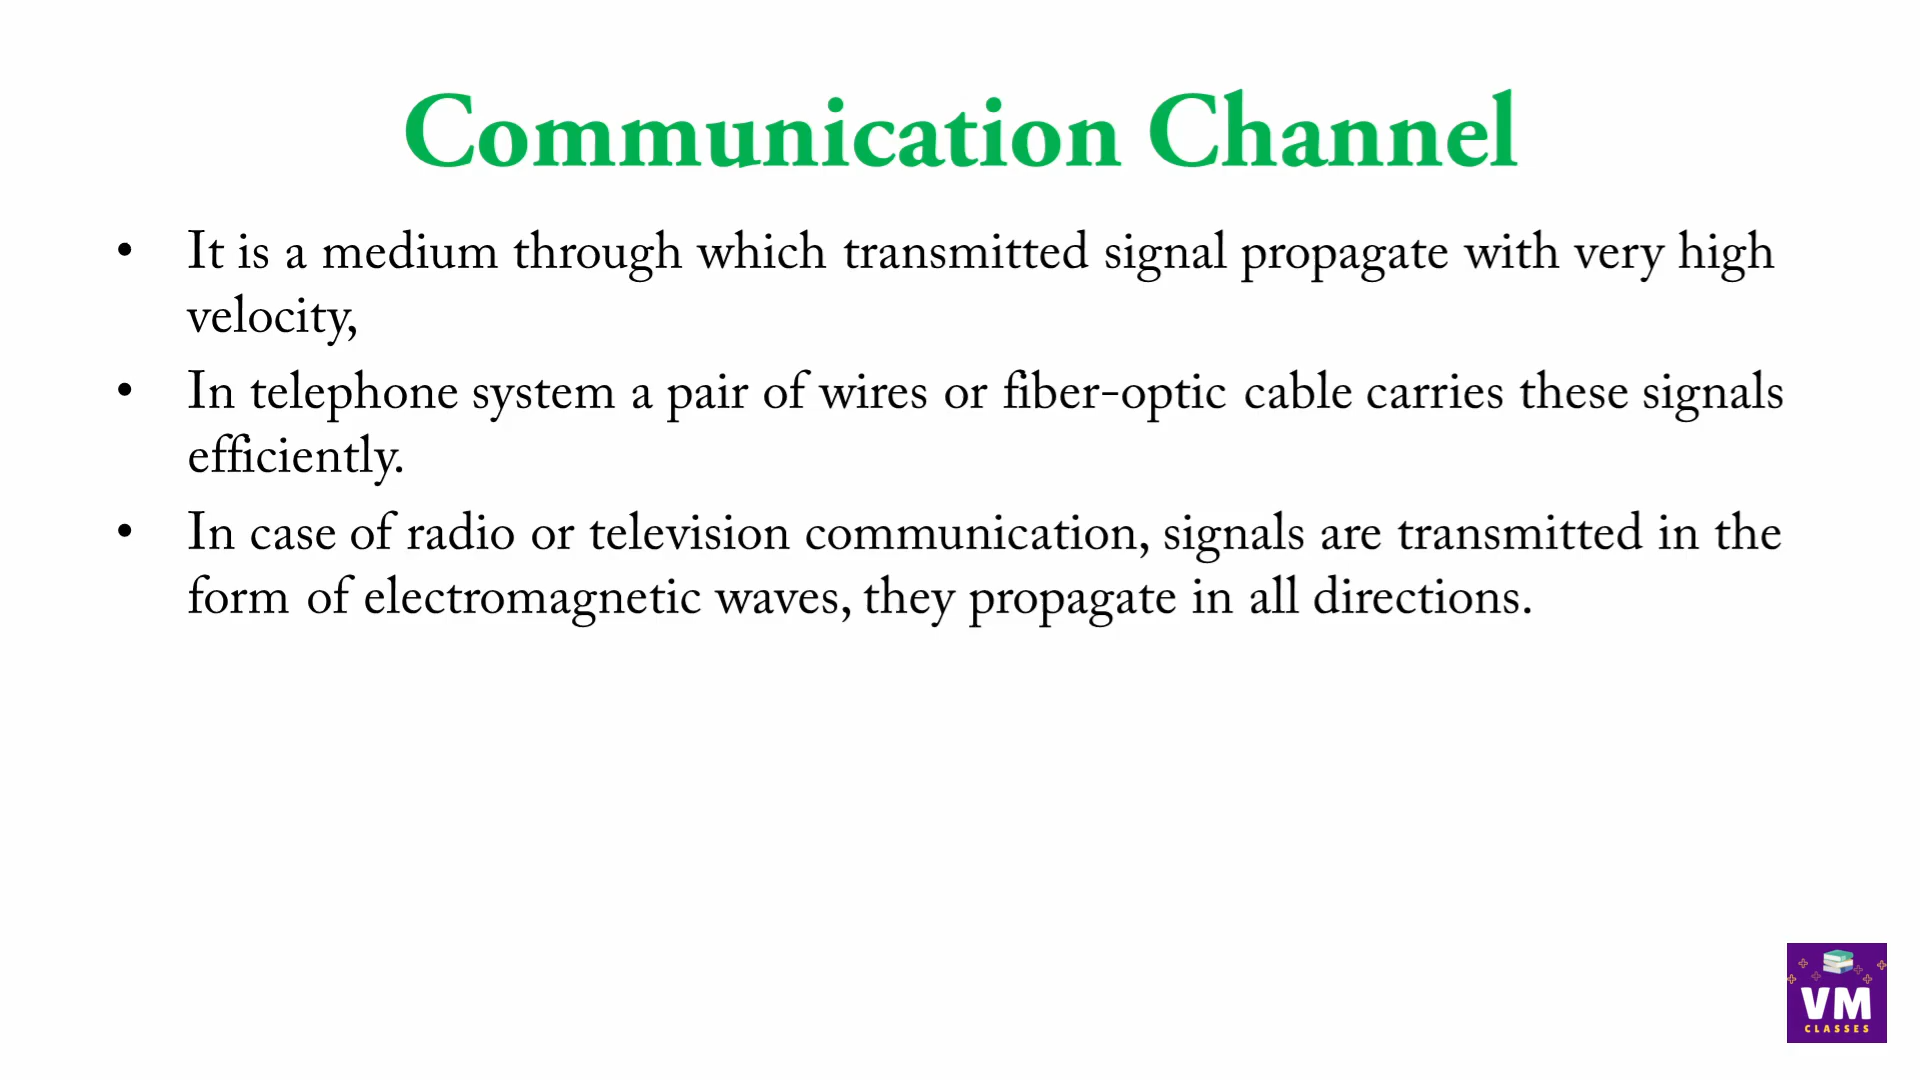 Communication Channel
• It is a medium through which transmitted signal propagate with very high
velocity,
• In telephone system a pair of wires or fiber-optic cable carries these signals
efficiently.
• In case of radio or television communication, signals are transmitted in the
form of electromagnetic waves, they propagate in all directions.
VM
CLASSES